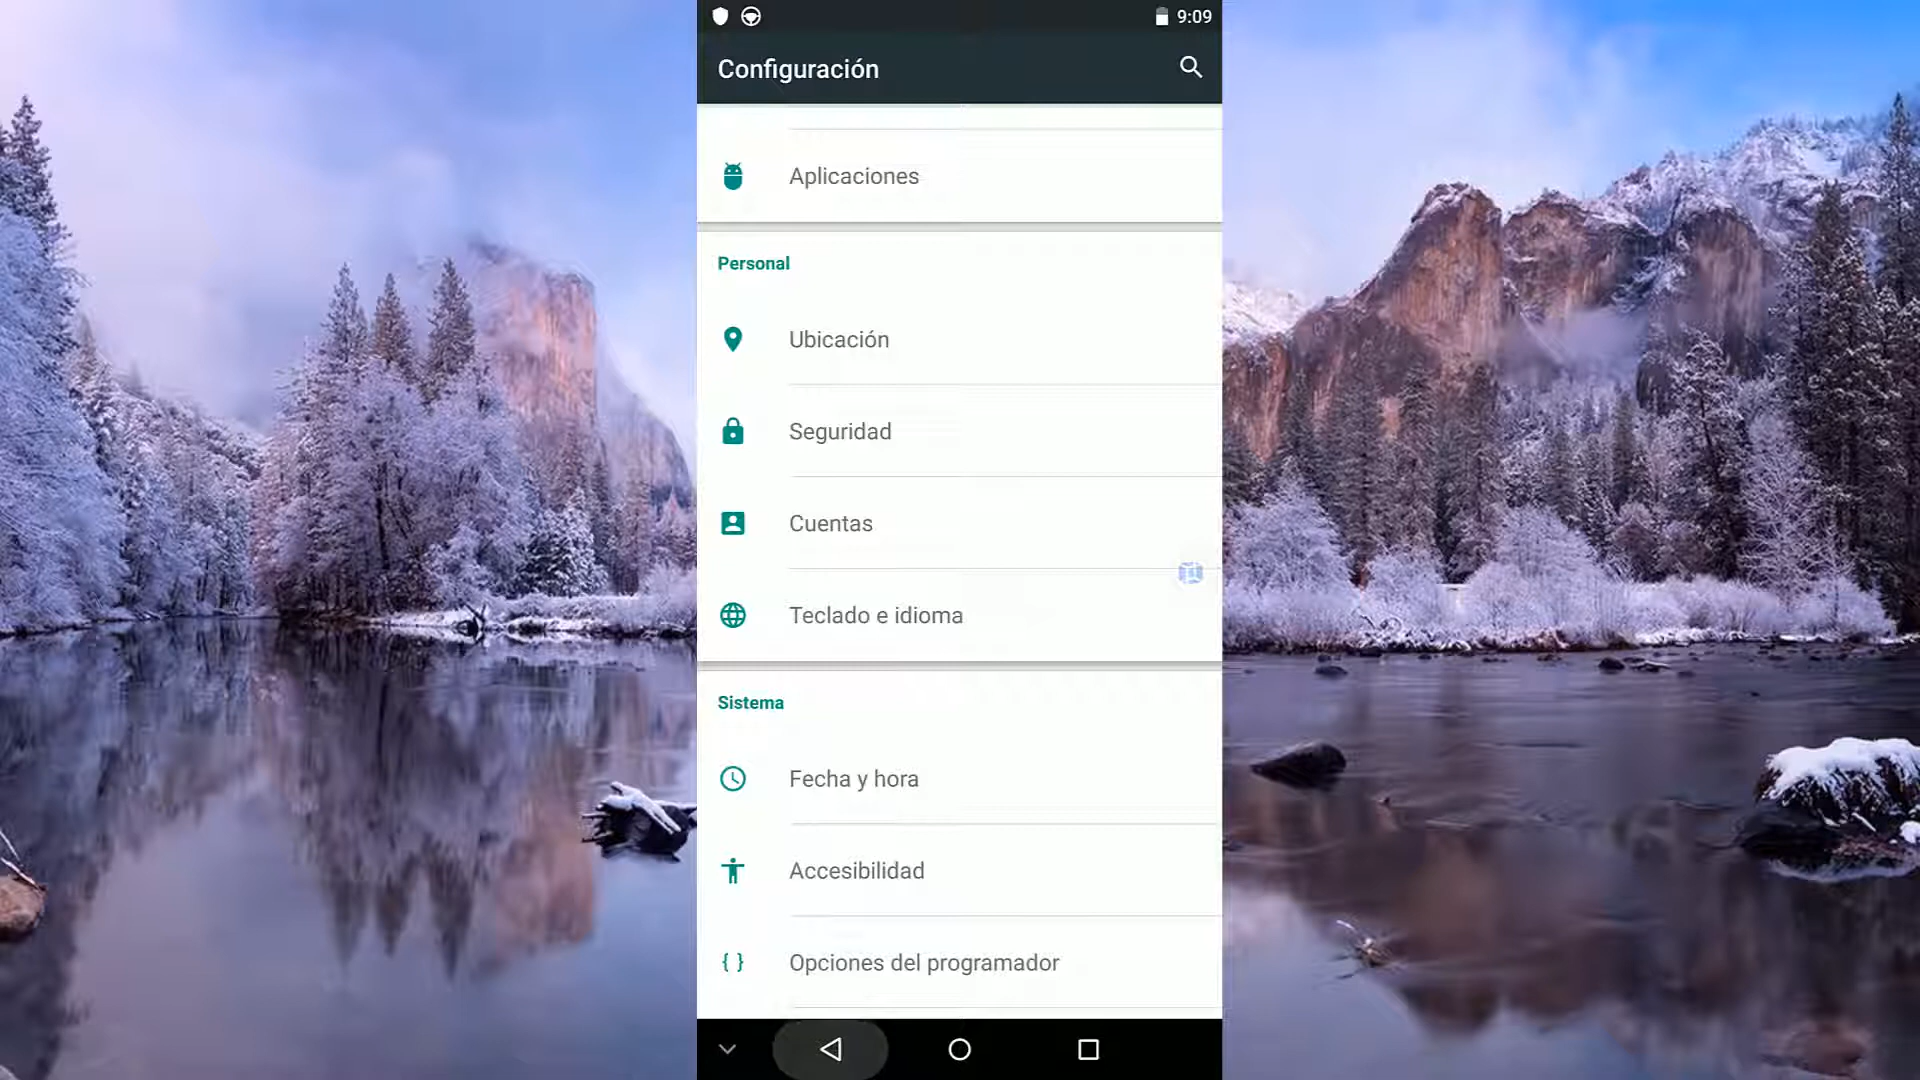 9:09
Configuración
Aplicaciones
Personal
Ubicación
Seguridad
Cuentas
Teclado e idioma
Sistema
Fecha y hora
Accesibilidad
{ } Opciones del programador